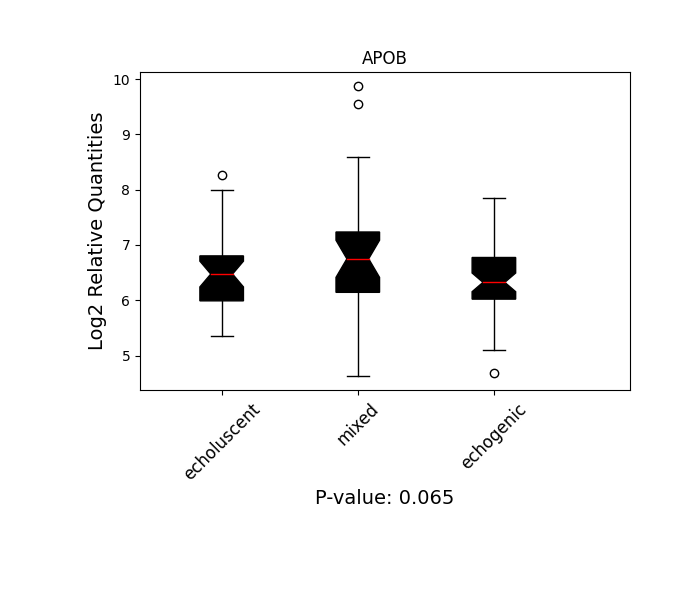 APOB
Log2 Relative Quantities
10
9
8
7
6
5
echoluscent
mixed
echogenic
P-value: 0.065